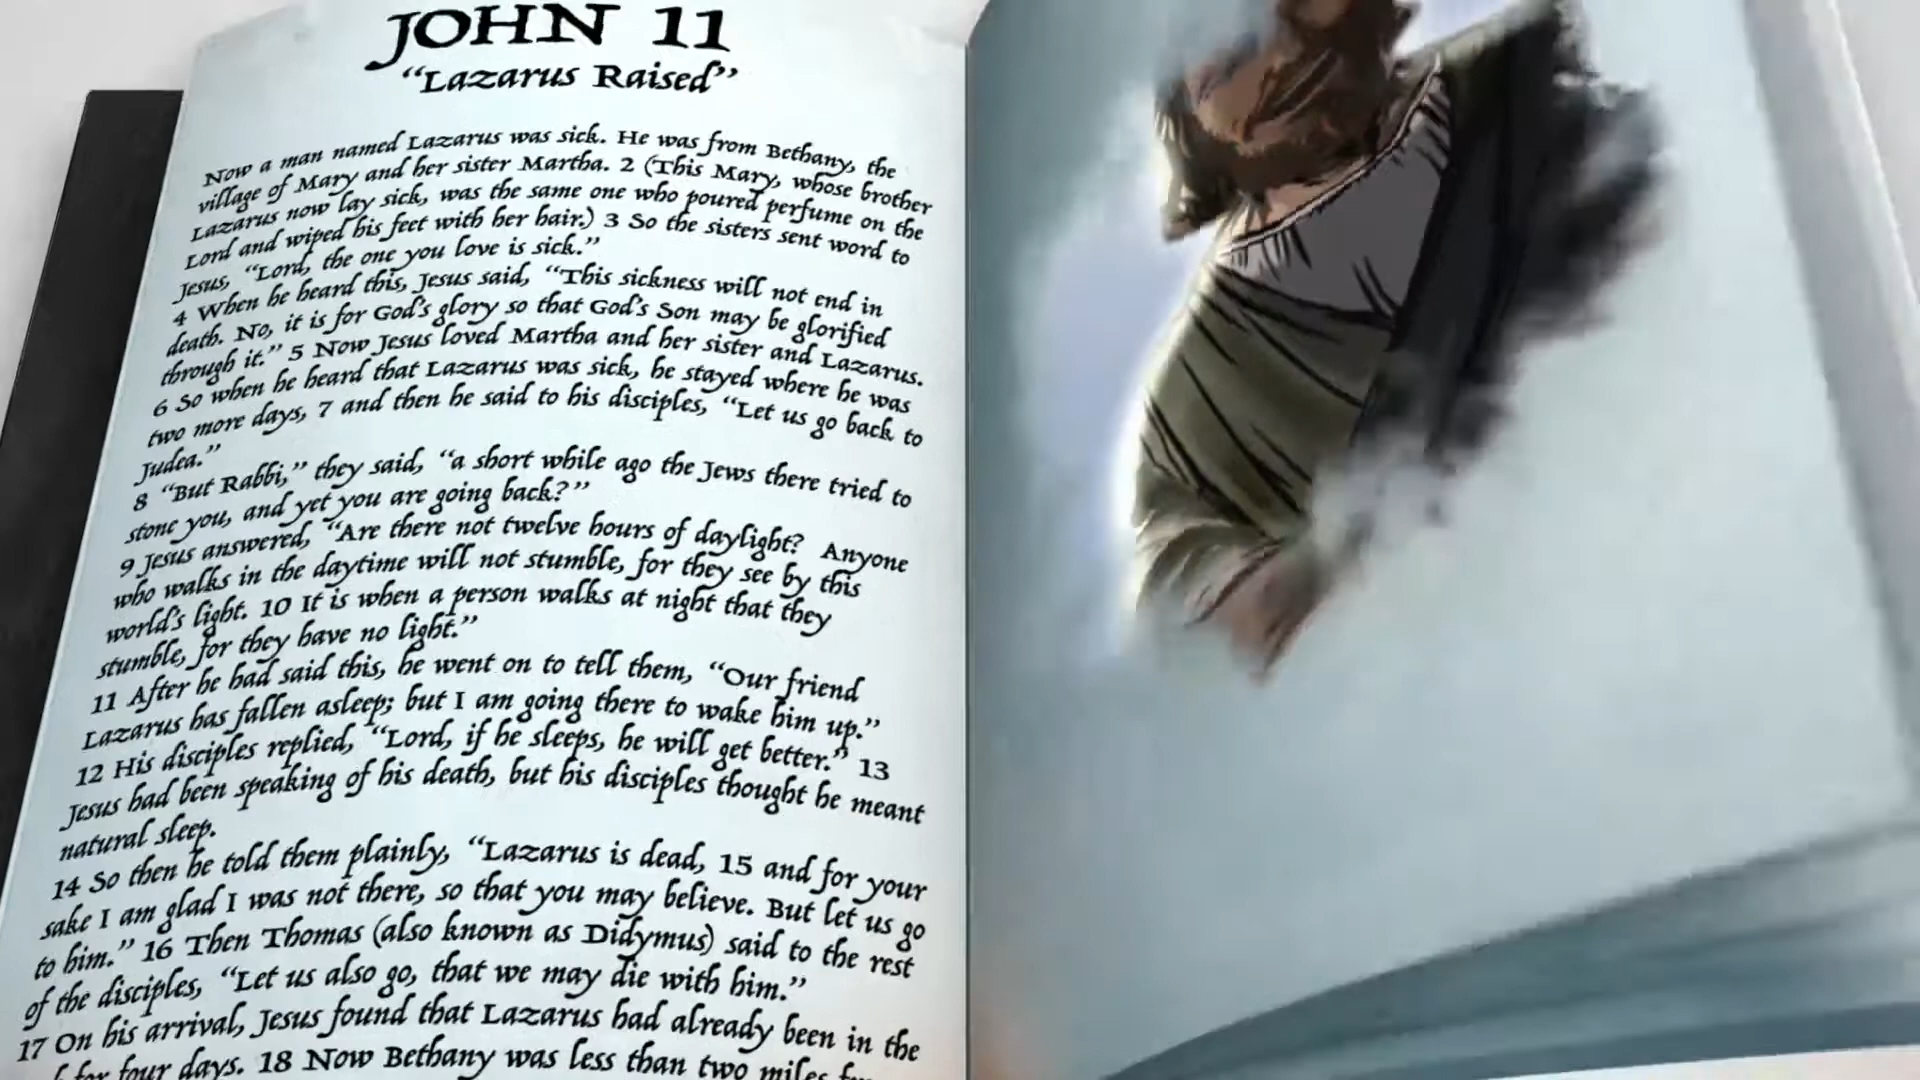 JOHN 11
“Lazarus Raised”
Now a man named Lazarus was sick. He was from Bethany, the
village of Mary and her sister Martha. 2 (This Mary, whose brother
Lazarus now lay sick, was the same one who poured perfume on the
Lord and wiped his feet with her hair.) 3 So the sisters sent word to
Jesus, “Lord, the one you love is sick.”
4 When he heard this, Jesus said, “This sickness will not end in
death. No, it is for God's glory so that God's Son may be glorified
through it.” 5 Now Jesus loved Martha and her sister and Lazarus.
6 So when he heard that Lazarus was sick, he stayed where he was
two more days, 7 and then he said to his disciples, “Let us go back to
Judea.”
8 “But Rabbi,” they said, “a short while ago the Jews there tried to
stone you, and yet you are going back?”
9 Jesus answered, “Are there not twelve hours of daylight? Anyone
who walks in the daytime will not stumble, for they see by this
world's light. 10 It is when a person walks at night that they
stumble, for they have no light.”
11 After he had said this, he went on to tell them, “Our friend
Lazarus has fallen asleep; but I am going there to wake him up.”
12 His disciples replied, “Lord, if he sleeps, he will get better.” 13
Jesus had been speaking of his death, but his disciples thought he meant
natural sleep.
14 So then he told them plainly, “Lazarus is dead, 15 and for your
sake I am glad I was not there, so that you may believe. But let us go
to him.” 16 Then Thomas (also known as Didymus) said to the rest
of the disciples, “Let us also go, that we may die with him.”
17 On his arrival, Jesus found that Lazarus had already been in the
for four days. 18 Now Bethany was less than two miles